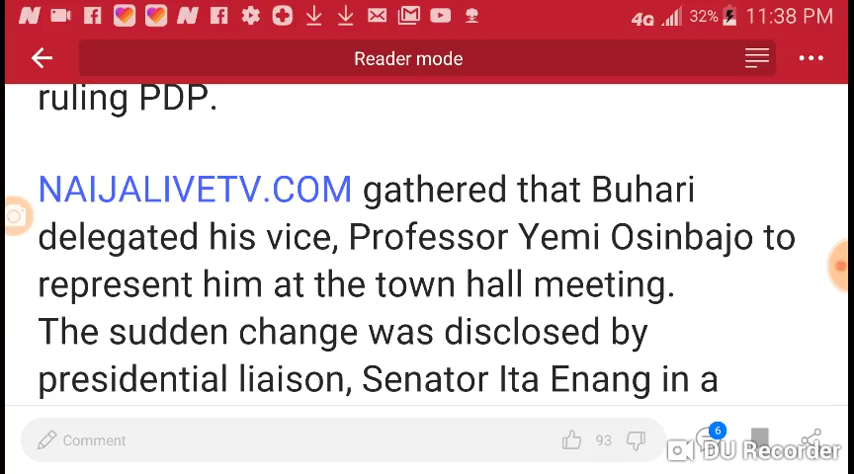 4G 32% 11:38 PM
Reader mode
ruling PDP.
NAIJALIVETV.COM gathered that Buhari
delegated his vice, Professor Yemi Osinbajo to
represent him at the town hall meeting.
The sudden change was disclosed by
presidential liaison, Senator Ita Enang in a
Comment 93 6
DU Recorder